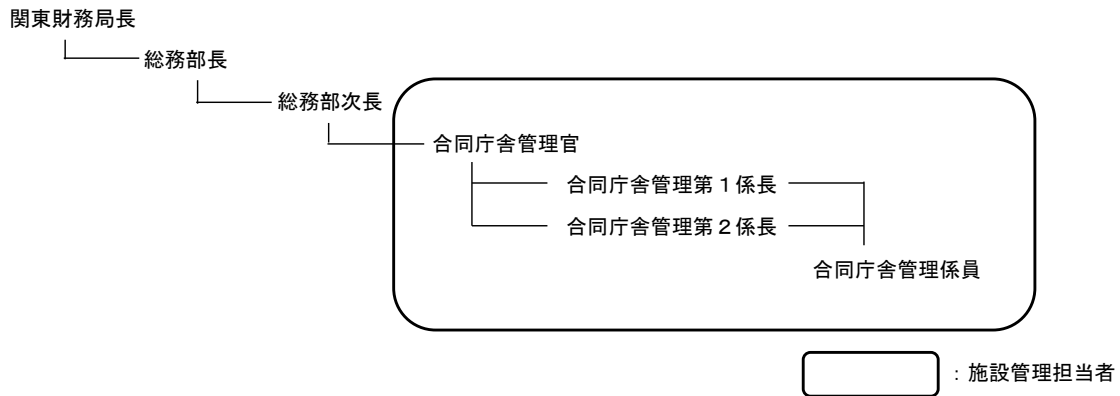 関東財務局長
総務部長
総務部次長
合同庁舎管理官
合同庁舎管理第1係長
合同庁舎管理第2係長
合同庁舎管理係員
：施設管理担当者